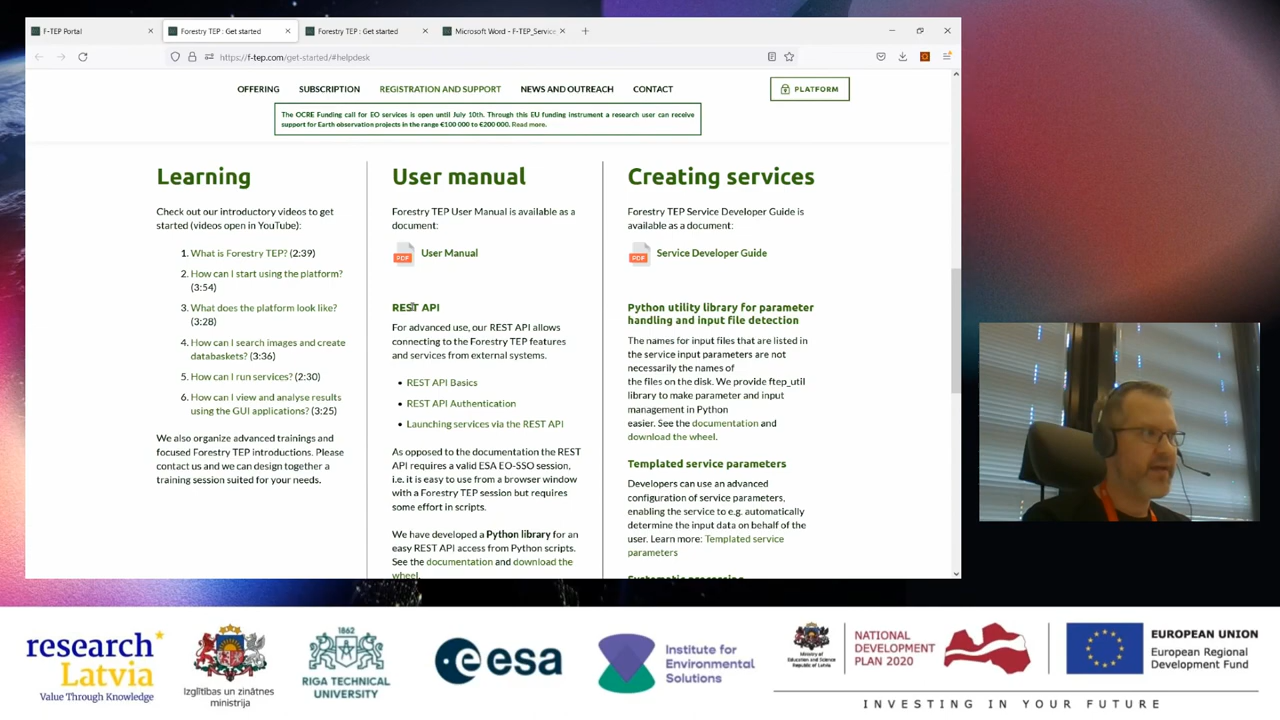 F-TEP Portal
Forestry TEP : Get started
Forestry TEP : Get started
Microsoft Word - F-TEP_Service
https://f-tep.com/get-started/#helpdesk
OFFERING
SUBSCRIPTION
REGISTRATION AND SUPPORT
NEWS AND OUTREACH
CONTACT
PLATFORM
The OCRE Funding call for EO services is open until July 10th. Through this EU funding instrument a research user can receive
support for Earth observation projects in the range €100 000 to €200 000. Read more.
Learning
Check out our introductory videos to get
started (videos open in YouTube):
1. What is Forestry TEP? (2:39)
2. How can I start using the platform?
(3:54)
3. What does the platform look like?
(3:28)
4. How can I search images and create
databaskets? (3:36)
5. How can I run services? (2:30)
6. How can I view and analyse results
using the GUI applications? (3:25)
We also organize advanced trainings and
focused Forestry TEP introductions. Please
contact us and we can design together a
training session suited for your needs.
User manual
Forestry TEP User Manual is available as a
document:
PDF
User Manual
REST API
For advanced use, our REST API allows
connecting to the Forestry TEP features
and services from external systems.
• REST API Basics
• REST API Authentication
• Launching services via the REST API
As opposed to the documentation the REST
API requires a valid ESA EO-SSO session,
i.e. it is easy to use from a browser window
with a Forestry TEP session but requires
some effort in scripts.
We have developed a Python library for an
easy REST API access from Python scripts.
See the documentation and download the
wheel.
Creating services
Forestry TEP Service Developer Guide is
available as a document:
PDF
Service Developer Guide
Python utility library for parameter
handling and input file detection
The names for input files that are listed in
the service input parameters are not
necessarily the names of
the files on the disk. We provide ftep_util
library to make parameter and input
management in Python
easier. See the documentation and
download the wheel.
Templated service parameters
Developers can use an advanced
configuration of service parameters,
enabling the service to e.g. automatically
determine the input data on behalf of the
user. Learn more: Templated service
parameters
Systematic processing
research
Latvia
Value Through Knowledge
Izglītības un zinātnes
ministrija
1862
RIGA TECHNICAL
UNIVERSITY
esa
Institute for
Environmental
Solutions
Ministry of
Education and Science
Republic of Latvia
NATIONAL
DEVELOPMENT
PLAN 2020
EUROPEAN UNION
European Regional
Development Fund
INVESTING IN YOUR FUTURE